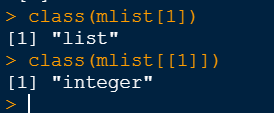 > class(mlist[1])
[1] "list"
> class(mlist[[1]])
[1] "integer"
>